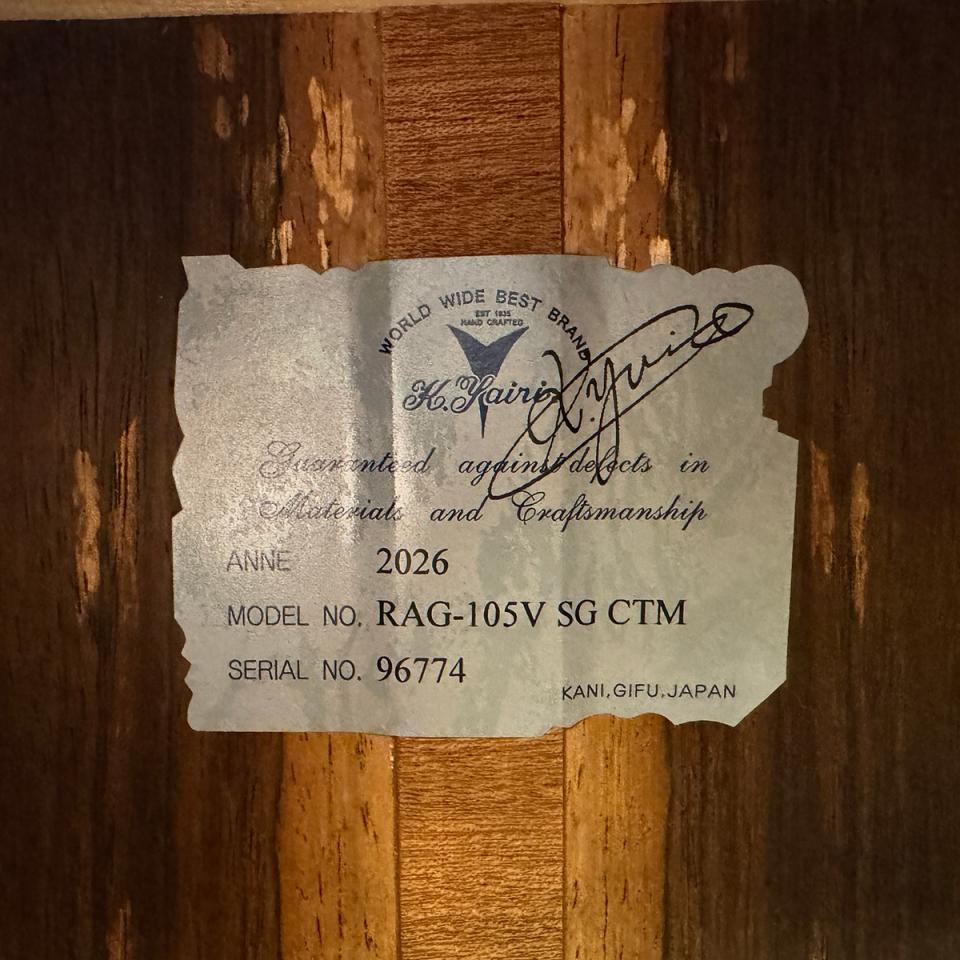 WORLD WIDE BEST BRAND
EST 1935
HAND CRAFTED
K.Yairi
K.Yairi
Guaranteed against defects in
Materials and Craftsmanship
ANNE 2026
MODEL NO. RAG-105V SG CTM
SERIAL NO. 96774
KANI,GIFU,JAPAN